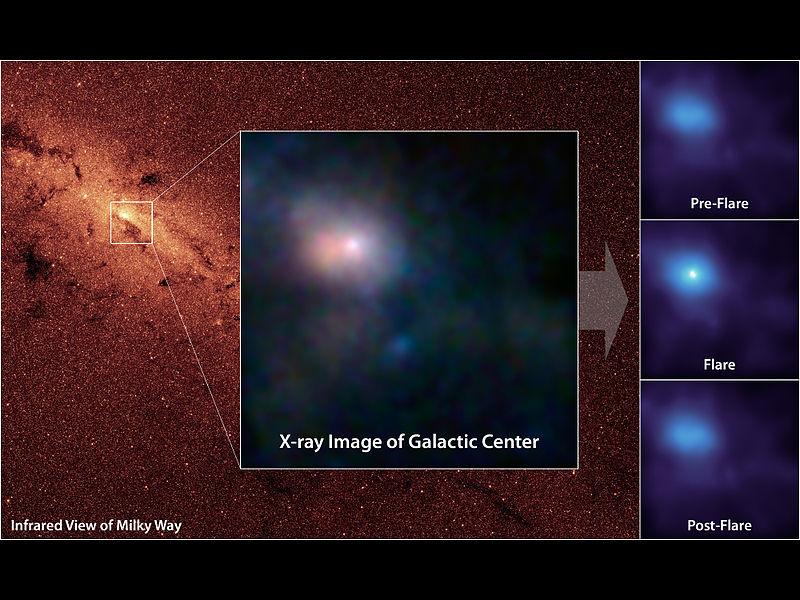 Infrared View of Milky Way
X-ray Image of Galactic Center
Pre-Flare
Flare
Post-Flare